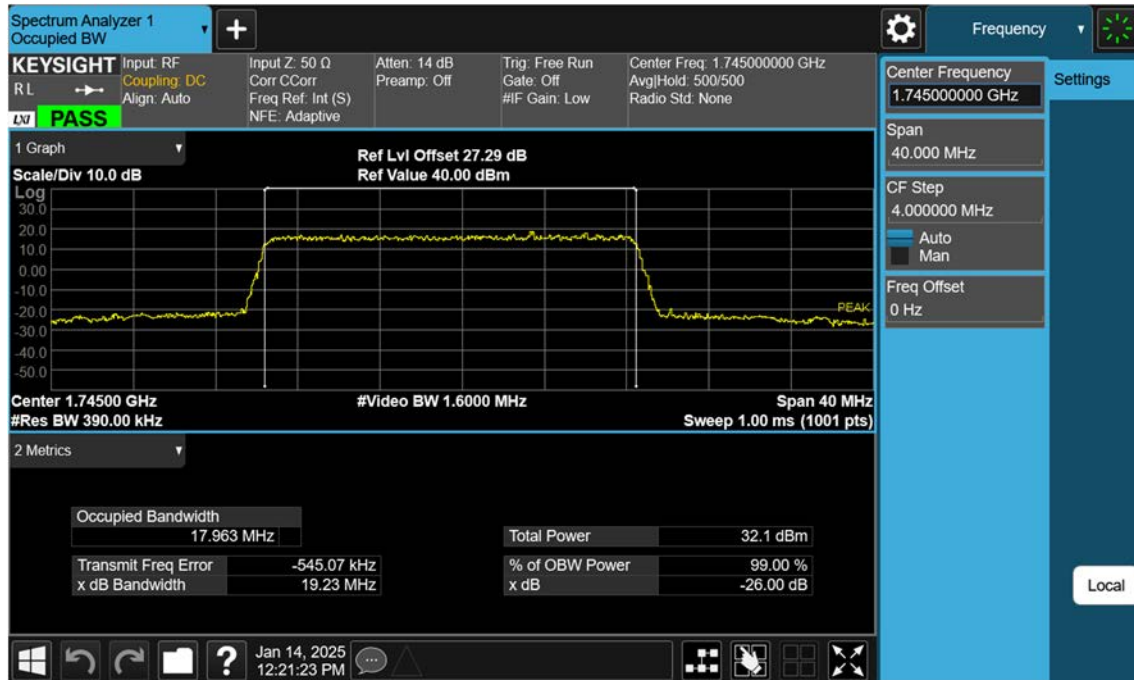 Spectrum Analyzer 1
Occupied BW
+
Frequency
KEYSIGHT
RL
LXI
PASS
Input: RF
Coupling: DC
Align: Auto
Input Z: 50 Ω
Corr CCorr
Freq Ref: Int (S)
NFE: Adaptive
Atten: 14 dB
Preamp: Off
Trig: Free Run
Gate: Off
#IF Gain: Low
Center Freq: 1.745000000 GHz
Avg|Hold: 500/500
Radio Std: None
Center Frequency
1.745000000 GHz
Settings
Span
40.000 MHz
CF Step
4.000000 MHz
Auto
Man
Freq Offset
0 Hz
Local
1 Graph
Scale/Div 10.0 dB
Ref Lvl Offset 27.29 dB
Ref Value 40.00 dBm
Log
30.0
20.0
10.0
0.00
-10.0
-20.0
-30.0
-40.0
-50.0
PEAK
Center 1.74500 GHz
#Res BW 390.00 kHz
#Video BW 1.6000 MHz
Span 40 MHz
Sweep 1.00 ms (1001 pts)
2 Metrics
Occupied Bandwidth
17.963 MHz
Total Power 32.1 dBm
Transmit Freq Error -545.07 kHz
% of OBW Power 99.00 %
x dB Bandwidth 19.23 MHz
x dB -26.00 dB
?
Jan 14, 2025
12:21:23 PM